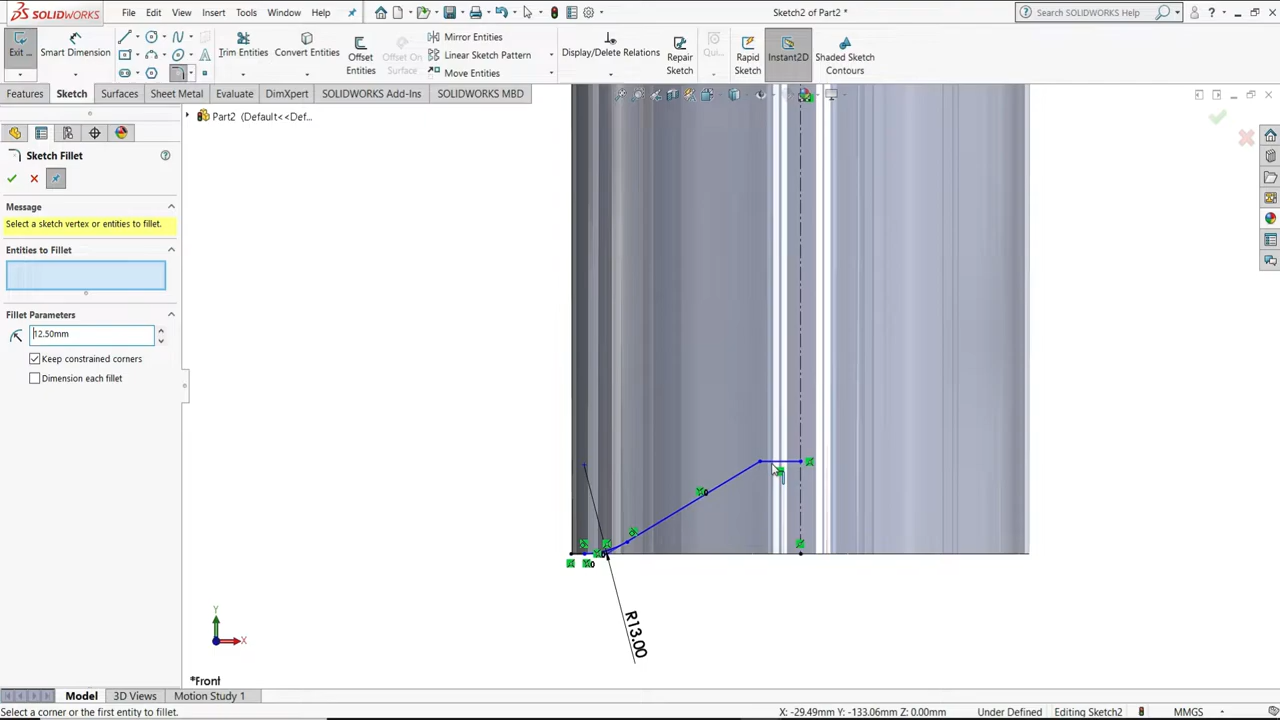 SOLIDWORKS File Edit View Insert Tools Window Help Sketch2 of Part2 * Search SOLIDWORKS Help
Exit ... Smart Dimension Trim Entities Convert Entities Offset Entities Offset On Surface Mirror Entities Linear Sketch Pattern Move Entities Display/Delete Relations Repair Sketch Qui... Rapid Sketch Instant2D Shaded Sketch Contours
Features Sketch Surfaces Sheet Metal Evaluate DimXpert SOLIDWORKS Add-Ins SOLIDWORKS MBD
Part2 (Default<<Def...
Sketch Fillet
Message
Select a sketch vertex or entities to fillet.
Entities to Fillet
Fillet Parameters
12.50mm
Keep constrained corners
Dimension each fillet
R13.00
Y
X
*Front
Model 3D Views Motion Study 1
Select a corner or the first entity to fillet. X: -29.49mm Y: -133.06mm Z: 0.00mm Under Defined Editing Sketch2 MMGS